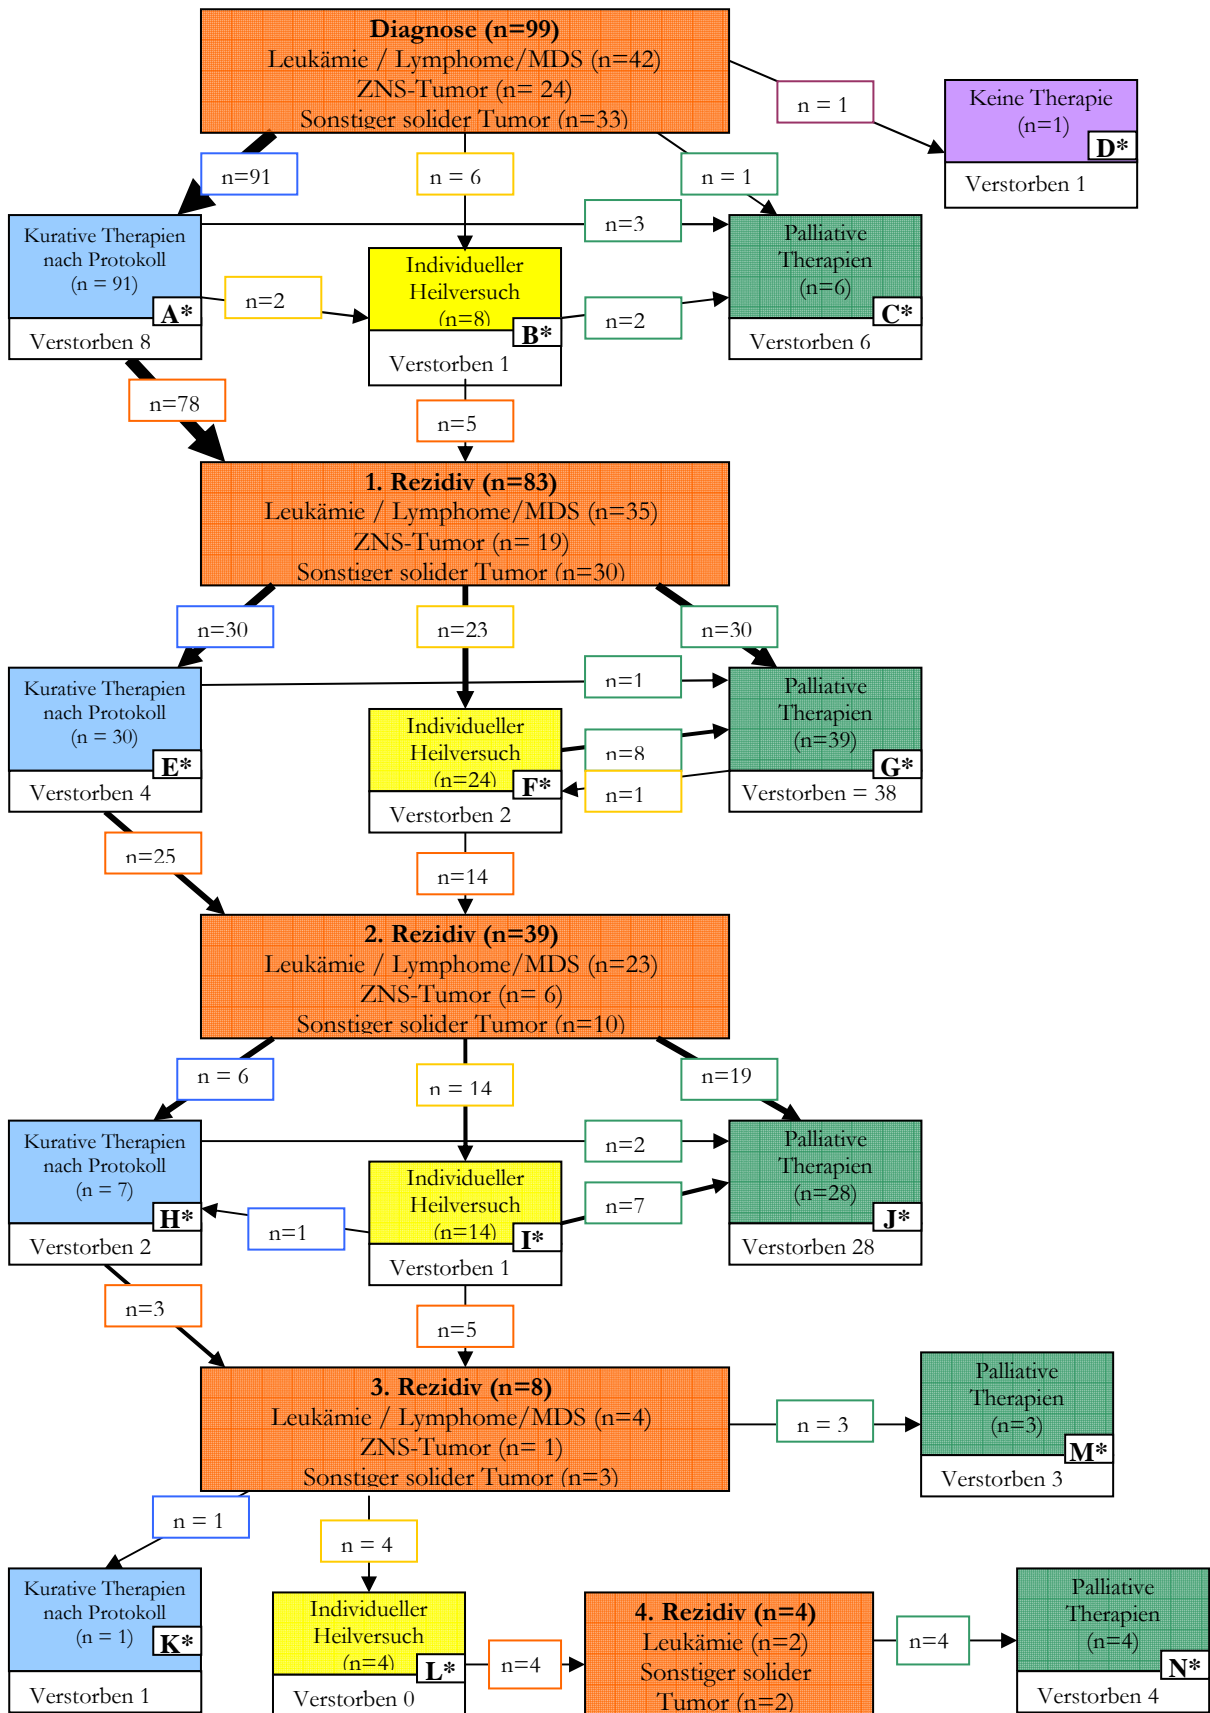 Diagnose (n=99)
Leukämie / Lymphome/MDS (n=42)
ZNS-Tumor (n= 24)
Sonstiger solider Tumor (n=33)
n = 1
Keine Therapie
(n=1)
D*
Verstorben 1
n=91
n = 6
n = 1
Kurative Therapien
nach Protokoll
(n = 91)
A*
Verstorben 8
n=3
n=2
Individueller
Heilversuch
(n=8)
B*
Verstorben 1
n=2
Palliative
Therapien
(n=6)
C*
Verstorben 6
n=78
n=5
1. Rezidiv (n=83)
Leukämie / Lymphome/MDS (n=35)
ZNS-Tumor (n= 19)
Sonstiger solider Tumor (n=30)
n=30
n=23
n=30
Kurative Therapien
nach Protokoll
(n = 30)
E*
Verstorben 4
n=1
Individueller
Heilversuch
(n=24)
F*
Verstorben 2
n=8
n=1
Palliative
Therapien
(n=39)
G*
Verstorben = 38
n=25
n=14
2. Rezidiv (n=39)
Leukämie / Lymphome/MDS (n=23)
ZNS-Tumor (n= 6)
Sonstiger solider Tumor (n=10)
n = 6
n = 14
n=19
Kurative Therapien
nach Protokoll
(n = 7)
H*
Verstorben 2
n=2
n=1
Individueller
Heilversuch
(n=14)
I*
Verstorben 1
n=7
Palliative
Therapien
(n=28)
J*
Verstorben 28
n=3
n=5
3. Rezidiv (n=8)
Leukämie / Lymphome/MDS (n=4)
ZNS-Tumor (n= 1)
Sonstiger solider Tumor (n=3)
n = 3
Palliative
Therapien
(n=3)
M*
Verstorben 3
n = 1
n = 4
Kurative Therapien
nach Protokoll
(n = 1)
K*
Verstorben 1
Individueller
Heilversuch
(n=4)
L*
Verstorben 0
n=4
4. Rezidiv (n=4)
Leukämie (n=2)
Sonstiger solider
Tumor (n=2)
n=4
Palliative
Therapien
(n=4)
N*
Verstorben 4